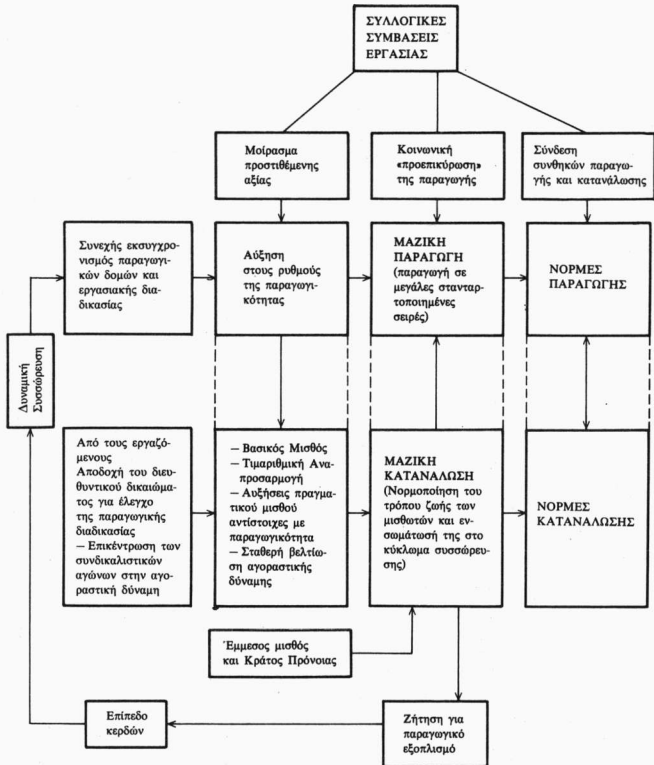 ΣΥΛΛΟΓΙΚΕΣ
ΣΥΜΒΑΣΕΙΣ
ΕΡΓΑΣΙΑΣ
Μοίρασμα
προστιθέμενης
αξίας
Κοινωνική
«προεπικύρωση»
της παραγωγής
Σύνδεση
συνθηκών παραγω-
γής και κατανάλωσης
Συνεχής εκσυγχρο-
νισμός παραγωγ-
ικών δομών και
εργασιακής δια-
δικασίας
Αύξηση
στους ρυθμούς
της παραγωγι-
κότητας
ΜΑΖΙΚΗ
ΠΑΡΑΓΩΓΗ
(παραγωγή σε
μεγάλες σταντар-
τοποιημένες
σειρές)
ΝΟΡΜΕΣ
ΠΑΡΑΓΩΓΗΣ
Δυναμική
Συσσώρευση
Από τους εργαζό-
μενους
Αποδοχή του διευ-
θυντικού δικαιώμα-
τος για έλεγχο
της παραγωγικής
διαδικασίας
– Επικέντρωση των
συνδικαλιστικών
αγώνων στην αγο-
ραστική δύναμη
– Βασικός Μισθός
– Τιμαριθμική Ανα-
προσαρμογή
– Αυξήσεις πραγμα-
τικού μισθού
αντίστοιχες με
παραγωγικότητα
– Σταθερή βελτίω-
ση αγοραστικής
δύναμης
ΜΑΖΙΚΗ
ΚΑΤΑΝΑΛΩΣΗ
(Νορμοποίηση του
τρόπου ζωής των
μισθωτών και εν-
σωμάτωσή της στο
κύκλωμα συσσώρευ-
σης)
ΝΟΡΜΕΣ
ΚΑΤΑΝΑΛΩΣΗΣ
Έμμεσος μισθός
και Κράτος Πρόνοιας
Επίπεδο
κερδών
Ζήτηση για
παραγωγικό
εξοπλισμό